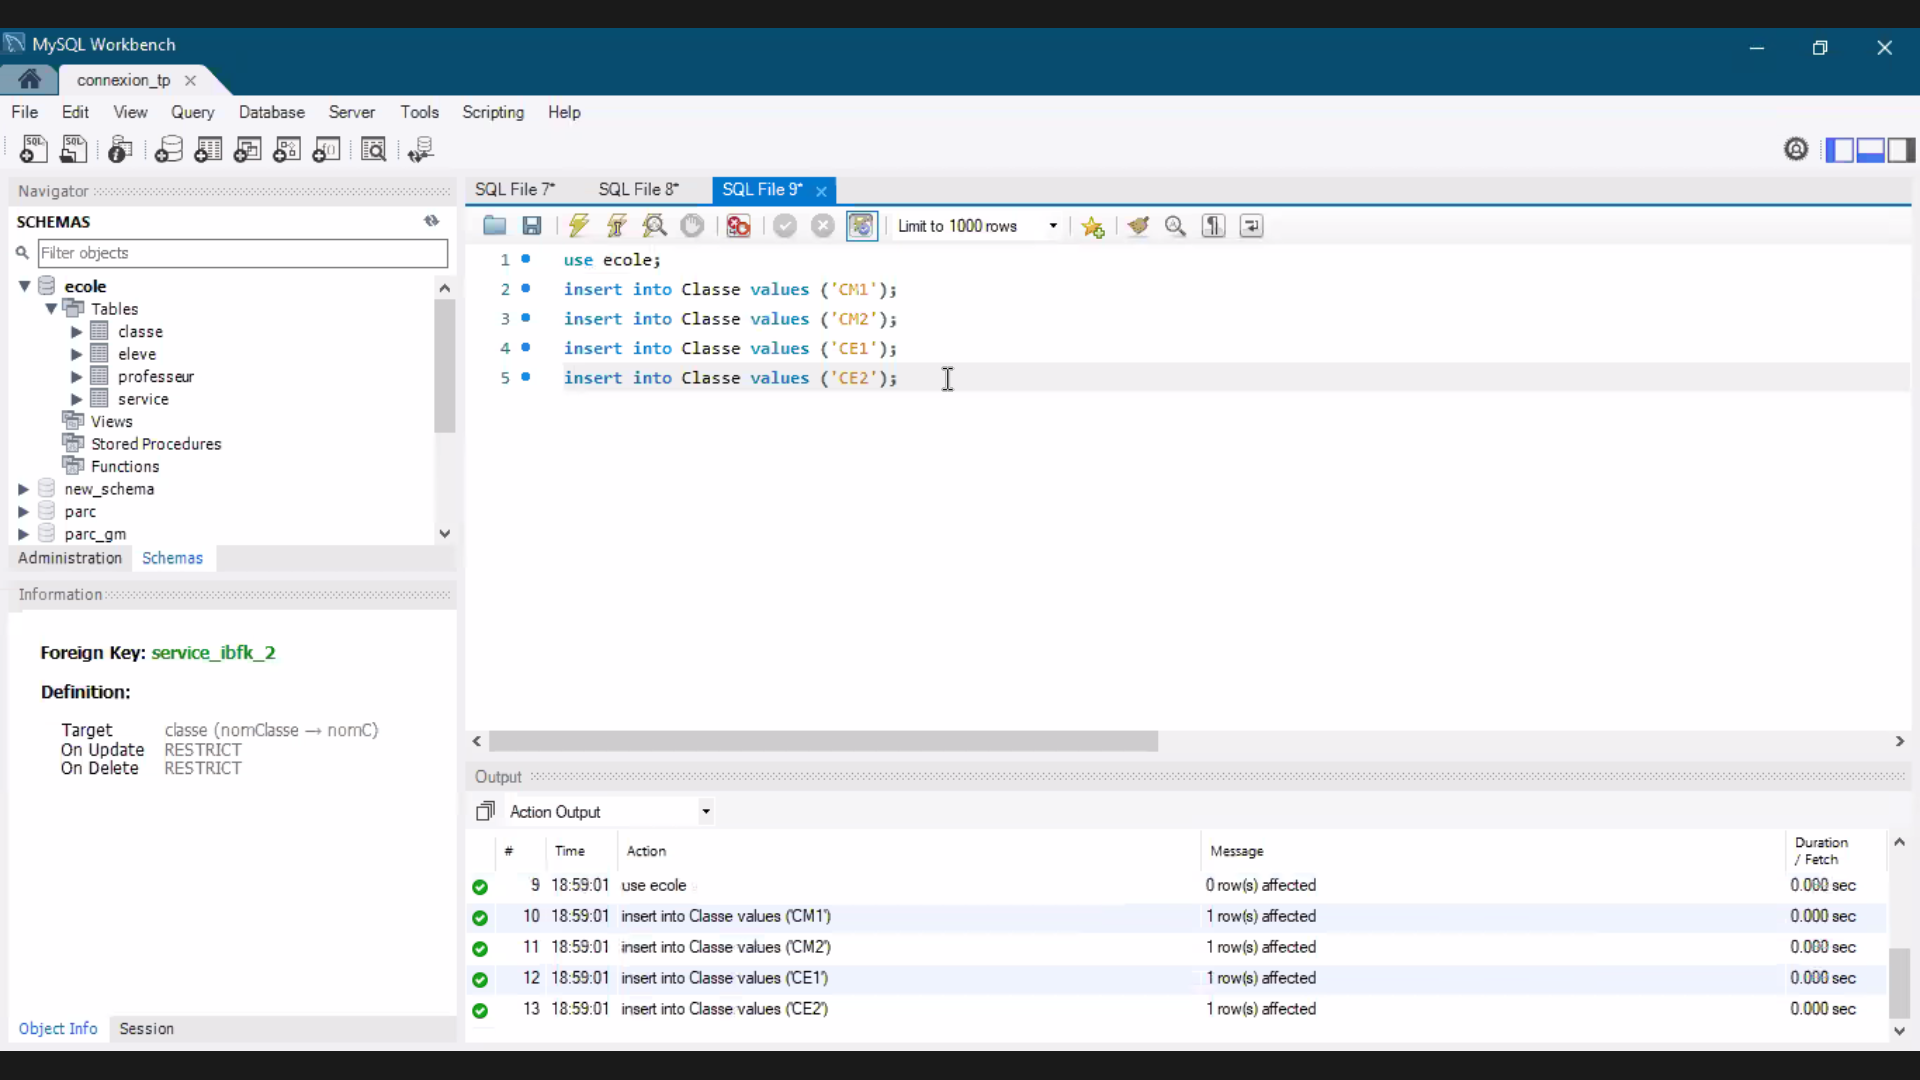 MySQL Workbench
connexion_tp
File Edit View Query Database Server Tools Scripting Help
Navigator
SCHEMAS
Filter objects
ecole
Tables
classe
eleve
professeur
service
Views
Stored Procedures
Functions
new_schema
parc
parc_gm
Administration Schemas
Information
Foreign Key: service_ibfk_2
Definition:
Target classe (nomClasse → nomC)
On Update RESTRICT
On Delete RESTRICT
Object Info Session
SQL File 7* SQL File 8* SQL File 9*
Limit to 1000 rows
1 use ecole;
2 insert into Classe values ('CM1');
3 insert into Classe values ('CM2');
4 insert into Classe values ('CE1');
5 insert into Classe values ('CE2');
Output
Action Output
# Time Action Message Duration / Fetch
9 18:59:01 use ecole 0 row(s) affected 0.000 sec
10 18:59:01 insert into Classe values ('CM1') 1 row(s) affected 0.000 sec
11 18:59:01 insert into Classe values ('CM2') 1 row(s) affected 0.000 sec
12 18:59:01 insert into Classe values ('CE1') 1 row(s) affected 0.000 sec
13 18:59:01 insert into Classe values ('CE2') 1 row(s) affected 0.000 sec